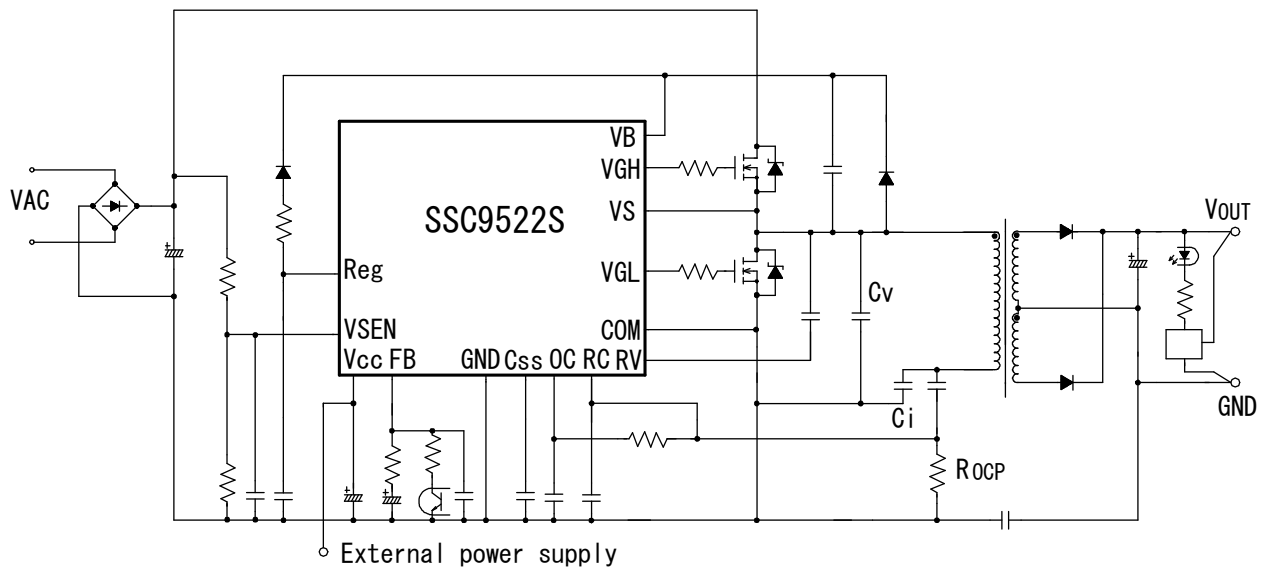 VAC
SSC9522S
VB
VGH
VS
VGL
Reg
VSEN
COM
Vcc FB GND Css OC RC RV
Cv
Ci
ROCP
VOUT
GND
External power supply